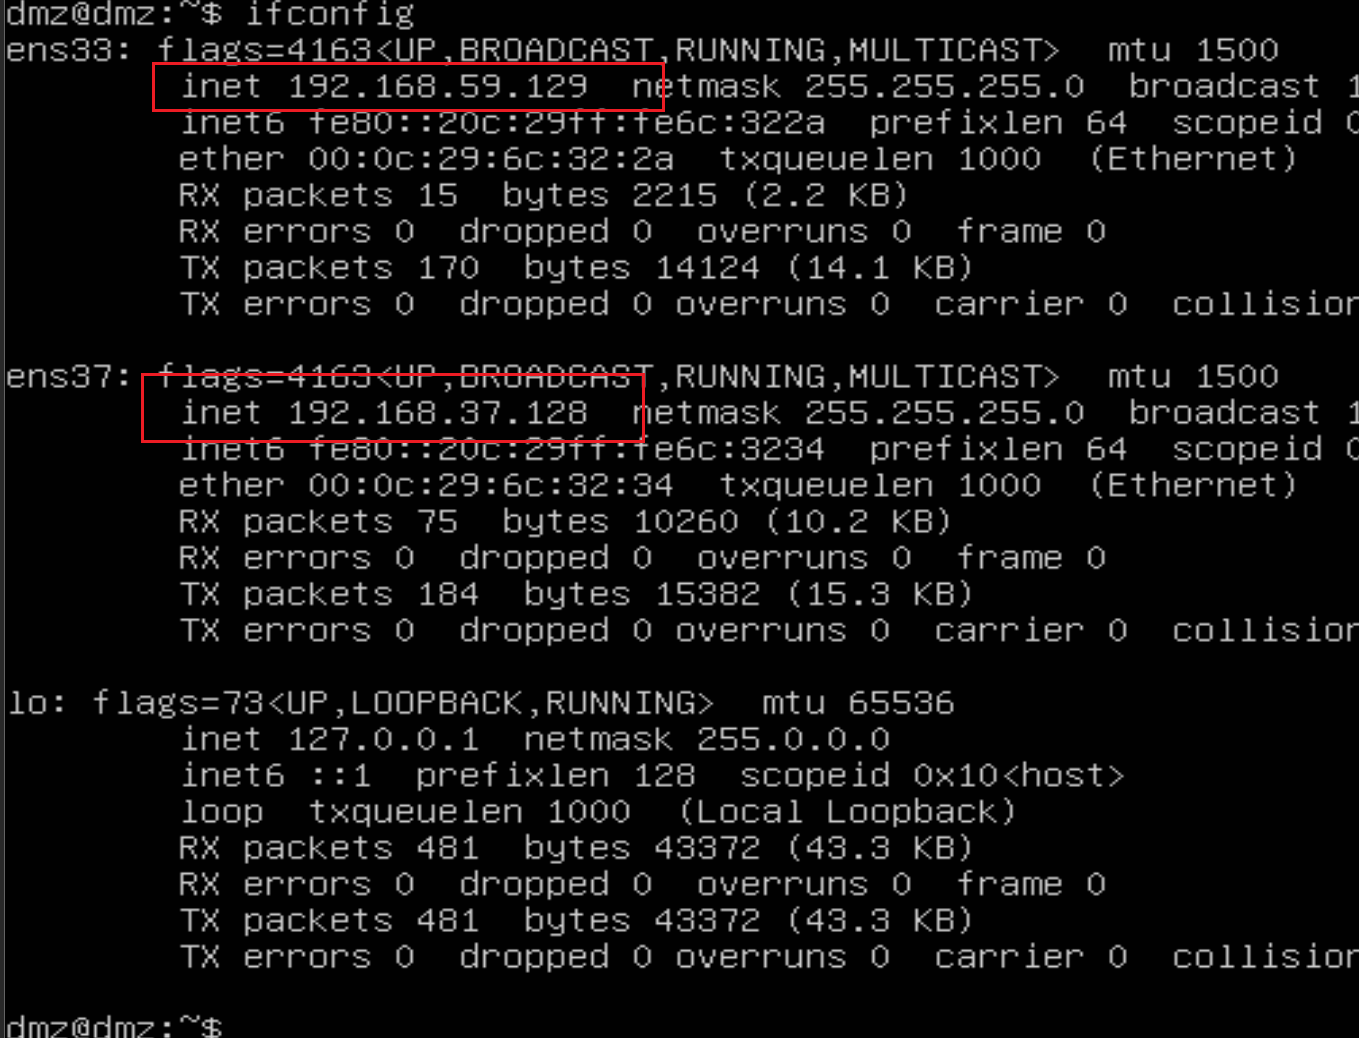 dmz@dmz:~$ ifconfig
ens33: flags=4163<UP,BROADCAST,RUNNING,MULTICAST>  mtu 1500
        inet 192.168.59.129  netmask 255.255.255.0  broadcast 1
        inet6 fe80::20c:29ff:fe6c:322a  prefixlen 64  scopeid 0
        ether 00:0c:29:6c:32:2a  txqueuelen 1000  (Ethernet)
        RX packets 15  bytes 2215 (2.2 KB)
        RX errors 0  dropped 0  overruns 0  frame 0
        TX packets 170  bytes 14124 (14.1 KB)
        TX errors 0  dropped 0 overruns 0  carrier 0  collision
ens37: flags=4163<UP,BROADCAST,RUNNING,MULTICAST>  mtu 1500
        inet 192.168.37.128  netmask 255.255.255.0  broadcast 1
        inet6 fe80::20c:29ff:fe6c:3234  prefixlen 64  scopeid 0
        ether 00:0c:29:6c:32:34  txqueuelen 1000  (Ethernet)
        RX packets 75  bytes 10260 (10.2 KB)
        RX errors 0  dropped 0  overruns 0  frame 0
        TX packets 184  bytes 15382 (15.3 KB)
        TX errors 0  dropped 0 overruns 0  carrier 0  collision
lo: flags=73<UP,LOOPBACK,RUNNING>  mtu 65536
        inet 127.0.0.1  netmask 255.0.0.0
        inet6 ::1  prefixlen 128  scopeid 0x10<host>
        loop  txqueuelen 1000  (Local Loopback)
        RX packets 481  bytes 43372 (43.3 KB)
        RX errors 0  dropped 0  overruns 0  frame 0
        TX packets 481  bytes 43372 (43.3 KB)
        TX errors 0  dropped 0 overruns 0  carrier 0  collision
dmz@dmz:~$